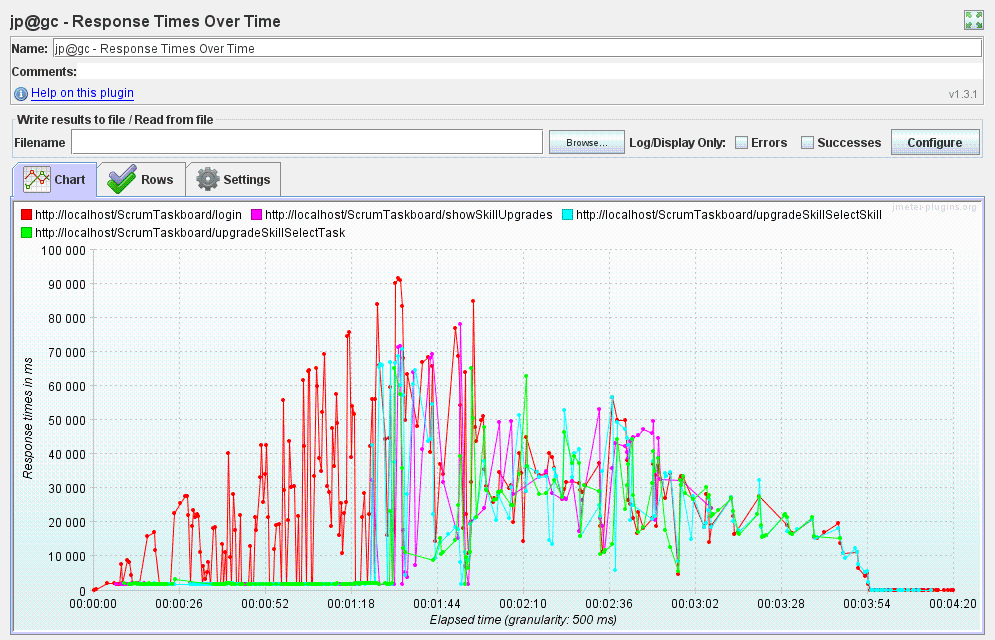 jp@gc - Response Times Over Time
Name: jp@gc - Response Times Over Time
Comments:
Help on this plugin
v1.3.1
Write results to file / Read from file
Filename Browse... Log/Display Only: Errors Successes Configure
Chart Rows Settings
jmeter-plugins.org
http://localhost/ScrumTaskboard/login http://localhost/ScrumTaskboard/showSkillUpgrades http://localhost/ScrumTaskboard/upgradeSkillSelectSkill
http://localhost/ScrumTaskboard/upgradeSkillSelectTask
100 000
90 000
80 000
70 000
60 000
50 000
40 000
30 000
20 000
10 000
0
Response times in ms
00:00:00 00:00:26 00:00:52 00:01:18 00:01:44 00:02:10 00:02:36 00:03:02 00:03:28 00:03:54 00:04:20
Elapsed time (granularity: 500 ms)